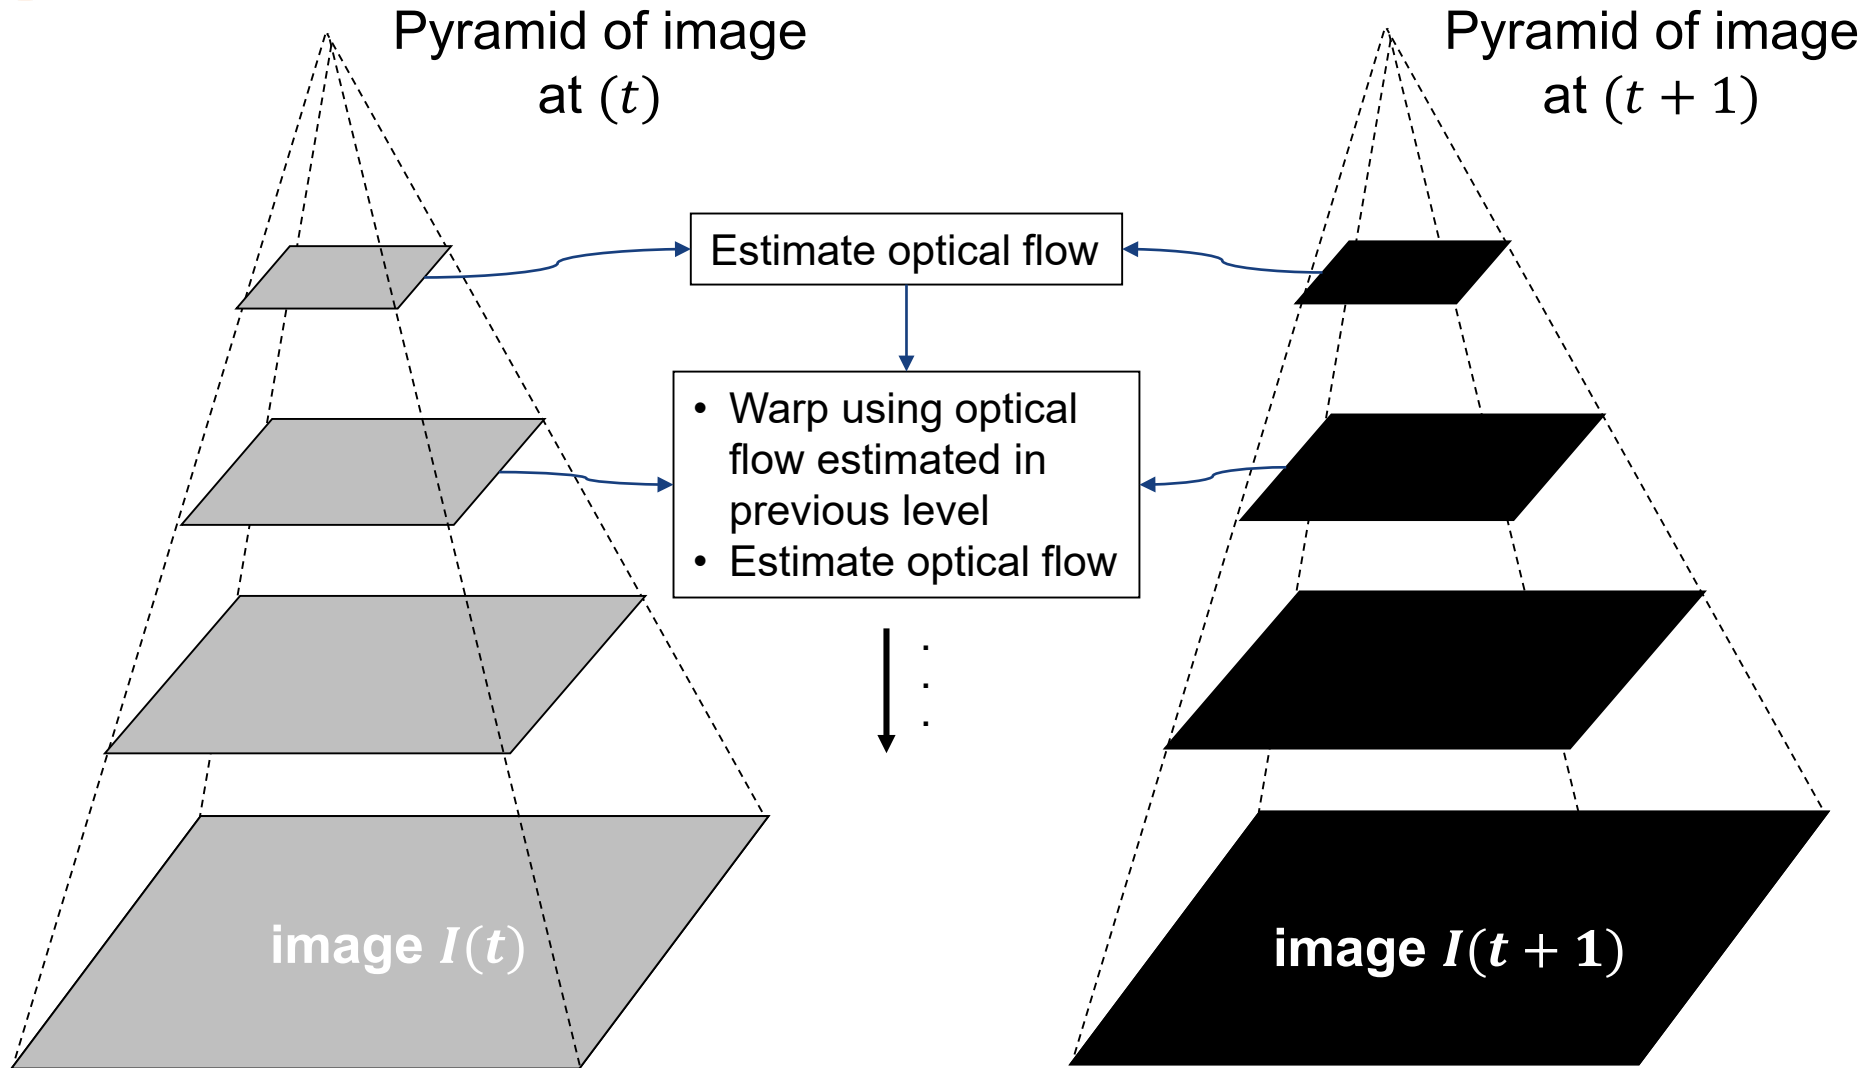 Pyramid of image
at (t)
Pyramid of image
at (t + 1)
Estimate optical flow
• Warp using optical
flow estimated in
previous level
• Estimate optical flow
.
.
.
image I(t)
image I(t + 1)